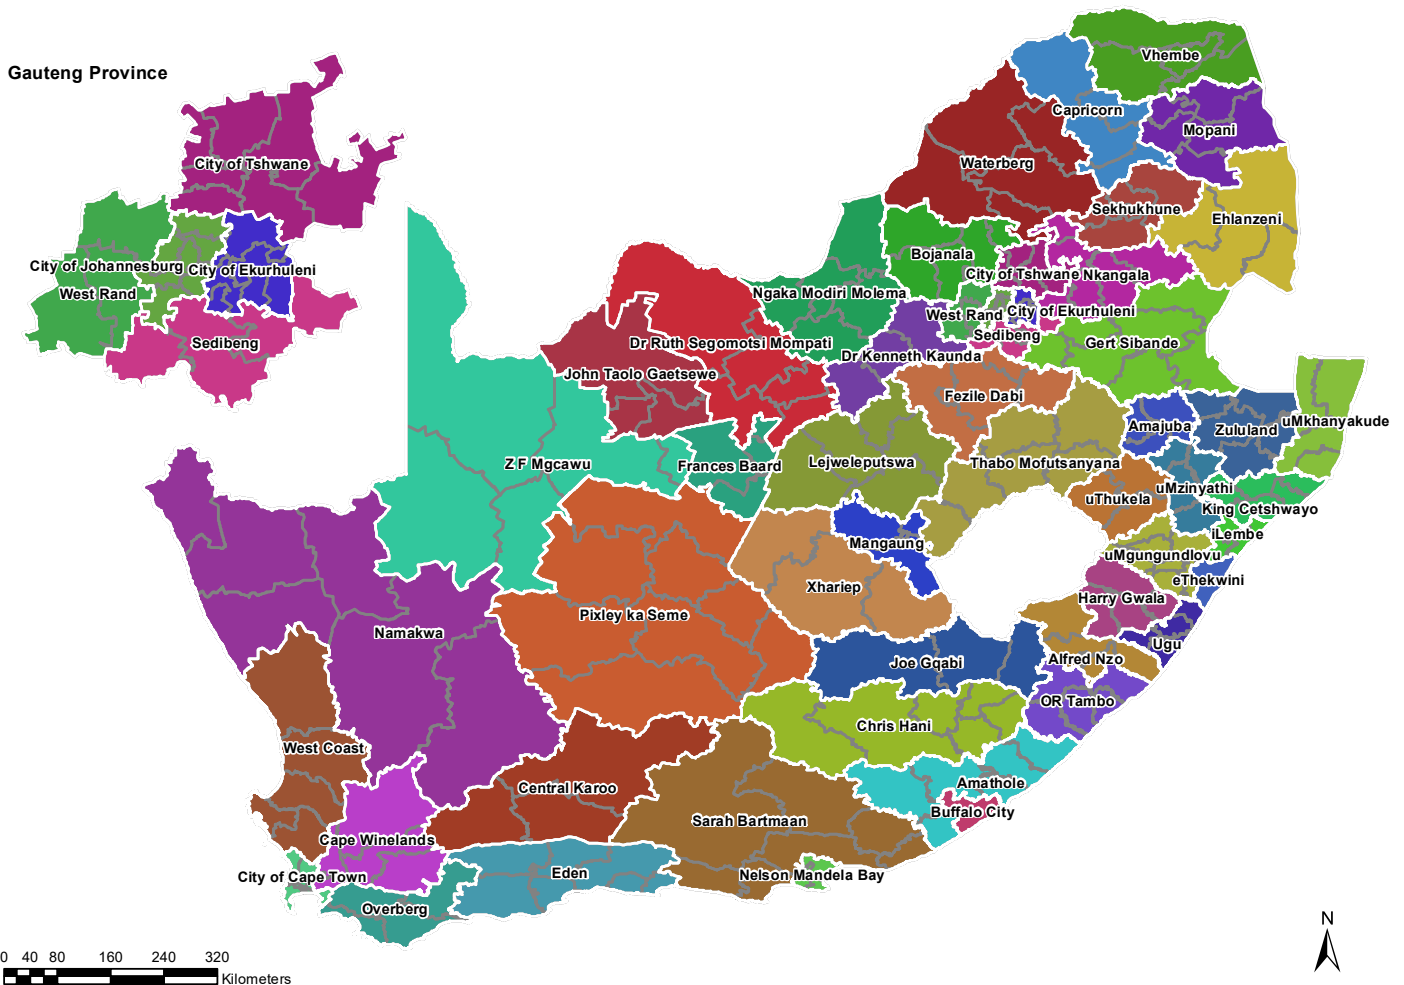 Gauteng Province
City of Tshwane
City of Johannesburg
City of Ekurhuleni
West Rand
Sedibeng
Vhembe
Capricorn
Mopani
Waterberg
Sekhukhune
Ehlanzeni
Bojanala
City of Tshwane
Nkangala
Ngaka Modiri Molema
West Rand
City of Ekurhuleni
Sedibeng
Gert Sibande
Dr Ruth Segomotsi Mompati
Dr Kenneth Kaunda
John Taolo Gaetsewe
Fezile Dabi
Amajuba
Zululand
uMkhanyakude
Z F Mgcawu
Frances Baard
Lejweleputswa
Thabo Mofutsanyana
uMzinyathi
uThukela
King Cetshwayo
iLembe
Mangaung
uMgungundlovu
eThekwini
Xhariep
Harry Gwala
Pixley ka Seme
Namakwa
Ugu
Joe Gqabi
Alfred Nzo
OR Tambo
Chris Hani
West Coast
Central Karoo
Amathole
Buffalo City
Sarah Bartmaan
Cape Winelands
City of Cape Town
Eden
Nelson Mandela Bay
Overberg
N
0 40 80 160 240 320
Kilometers